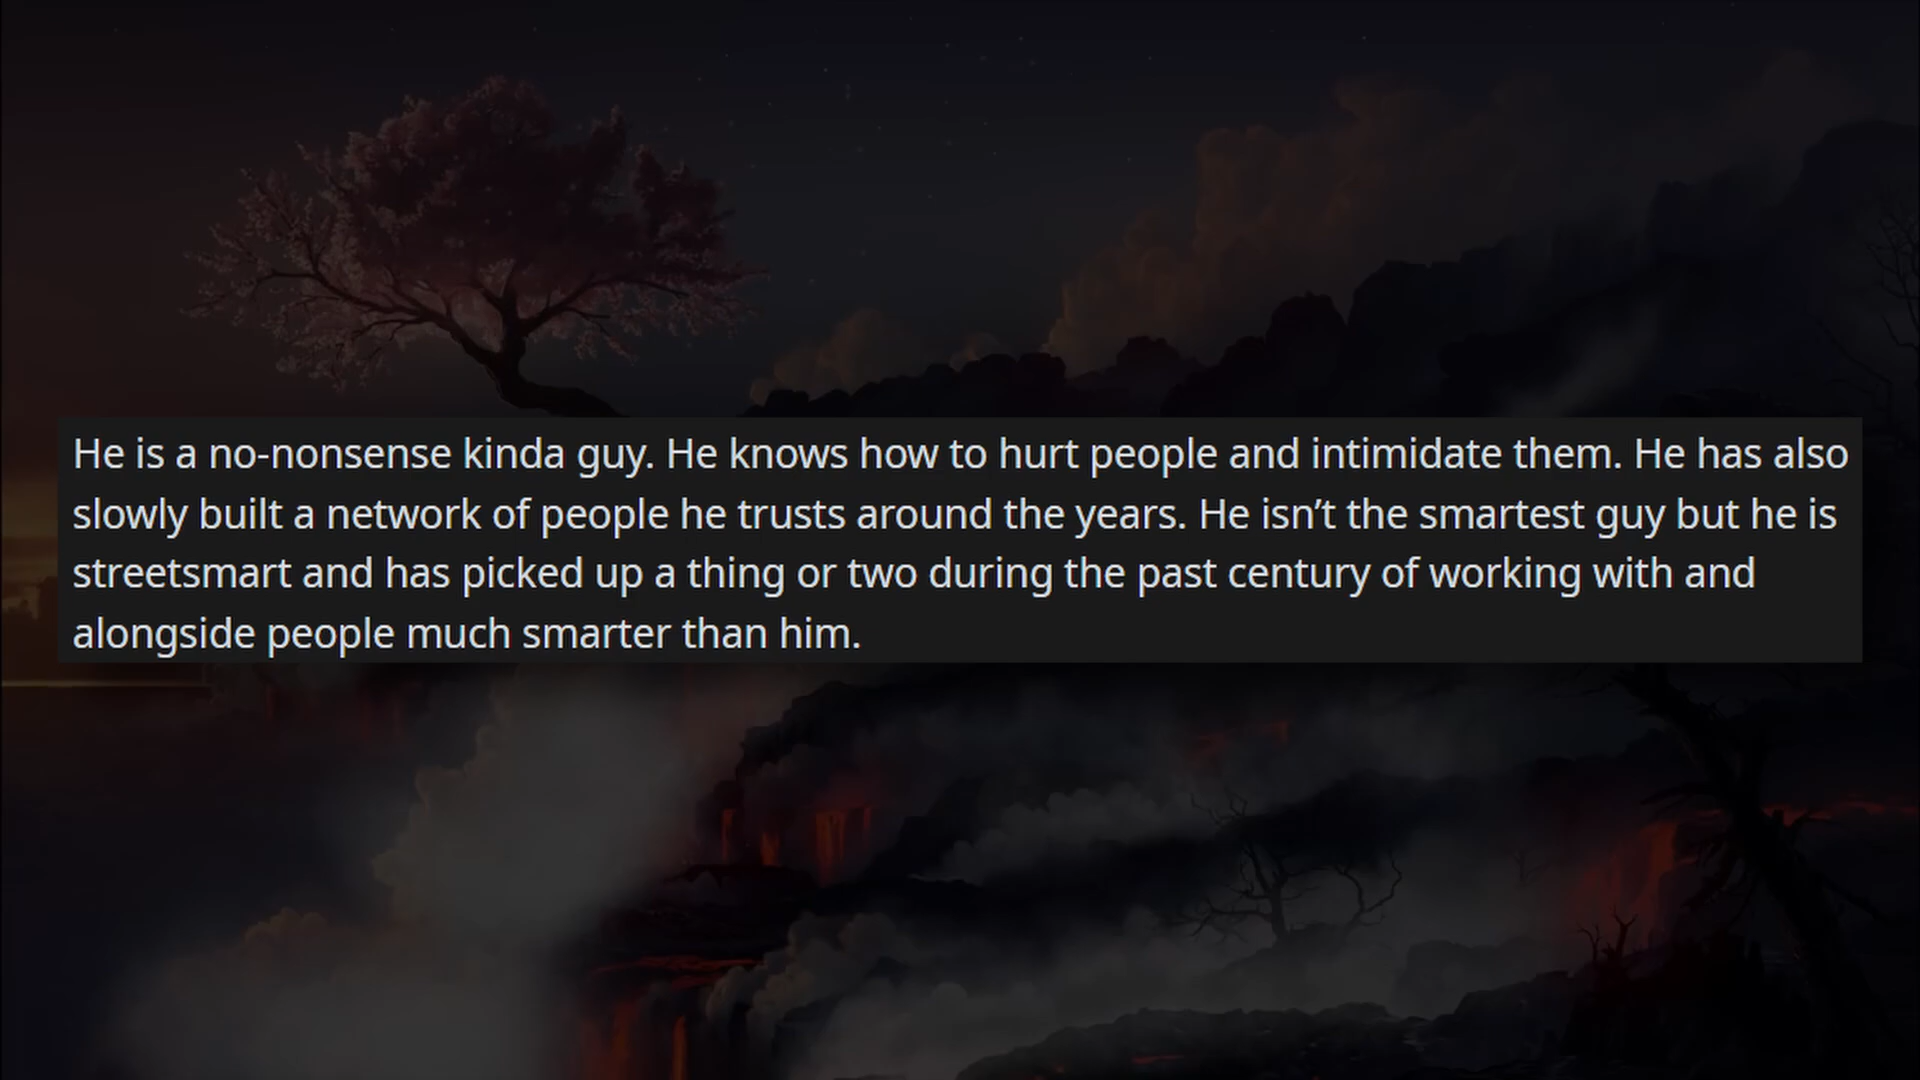 He is a no-nonsense kinda guy. He knows how to hurt people and intimidate them. He has also
slowly built a network of people he trusts around the years. He isn’t the smartest guy but he is
streetsmart and has picked up a thing or two during the past century of working with and
alongside people much smarter than him.